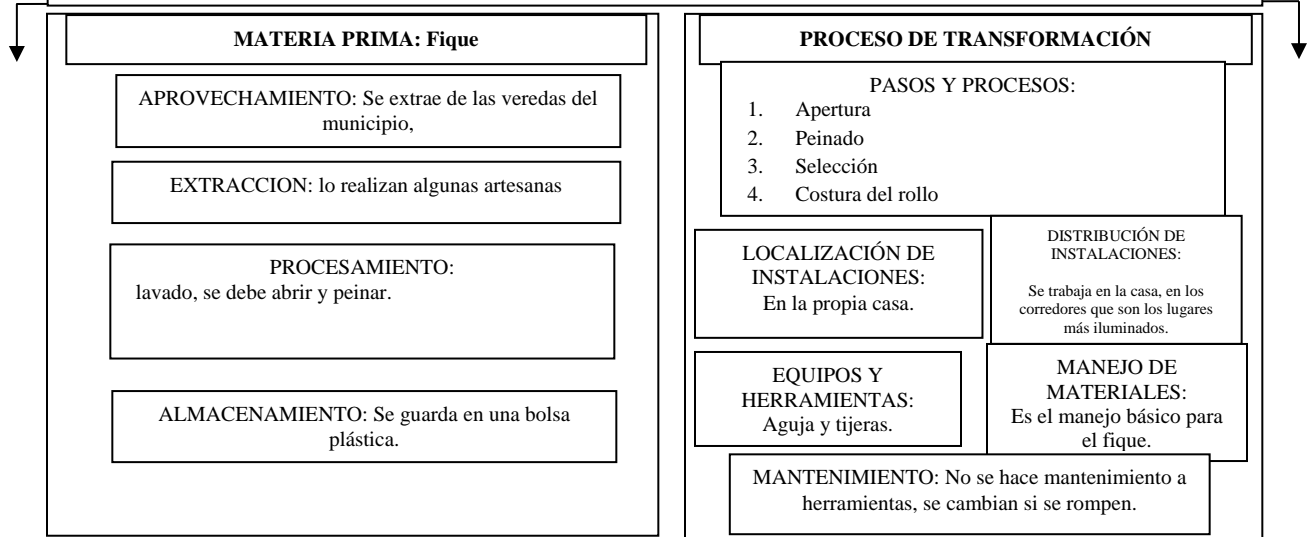 MATERIA PRIMA: Fique
APROVECHAMIENTO: Se extrae de las veredas del
municipio,
EXTRACCION: lo realizan algunas artesanas
PROCESAMIENTO:
lavado, se debe abrir y peinar.
ALMACENAMIENTO: Se guarda en una bolsa
plástica.
PROCESO DE TRANSFORMACIÓN
PASOS Y PROCESOS:
1. Apertura
2. Peinado
3. Selección
4. Costura del rollo
LOCALIZACIÓN DE
INSTALACIONES:
En la propia casa.
DISTRIBUCIÓN DE
INSTALACIONES:
Se trabaja en la casa, en los
corredores que son los lugares
más iluminados.
EQUIPOS Y
HERRAMIENTAS:
Aguja y tijeras.
MANEJO DE
MATERIALES:
Es el manejo básico para
el fique.
MANTENIMIENTO: No se hace mantenimiento a
herramientas, se cambian si se rompen.